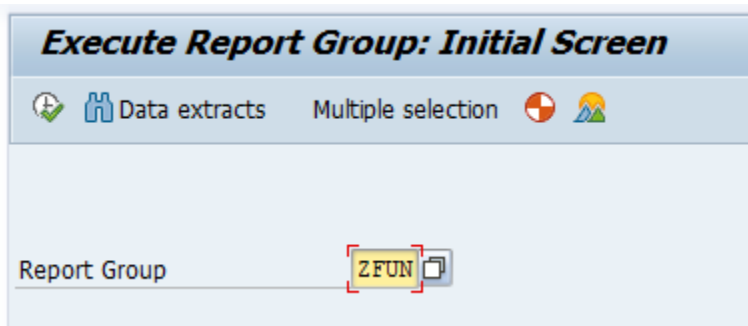 Execute Report Group: Initial Screen
Data extracts Multiple selection
Report Group ZFUN